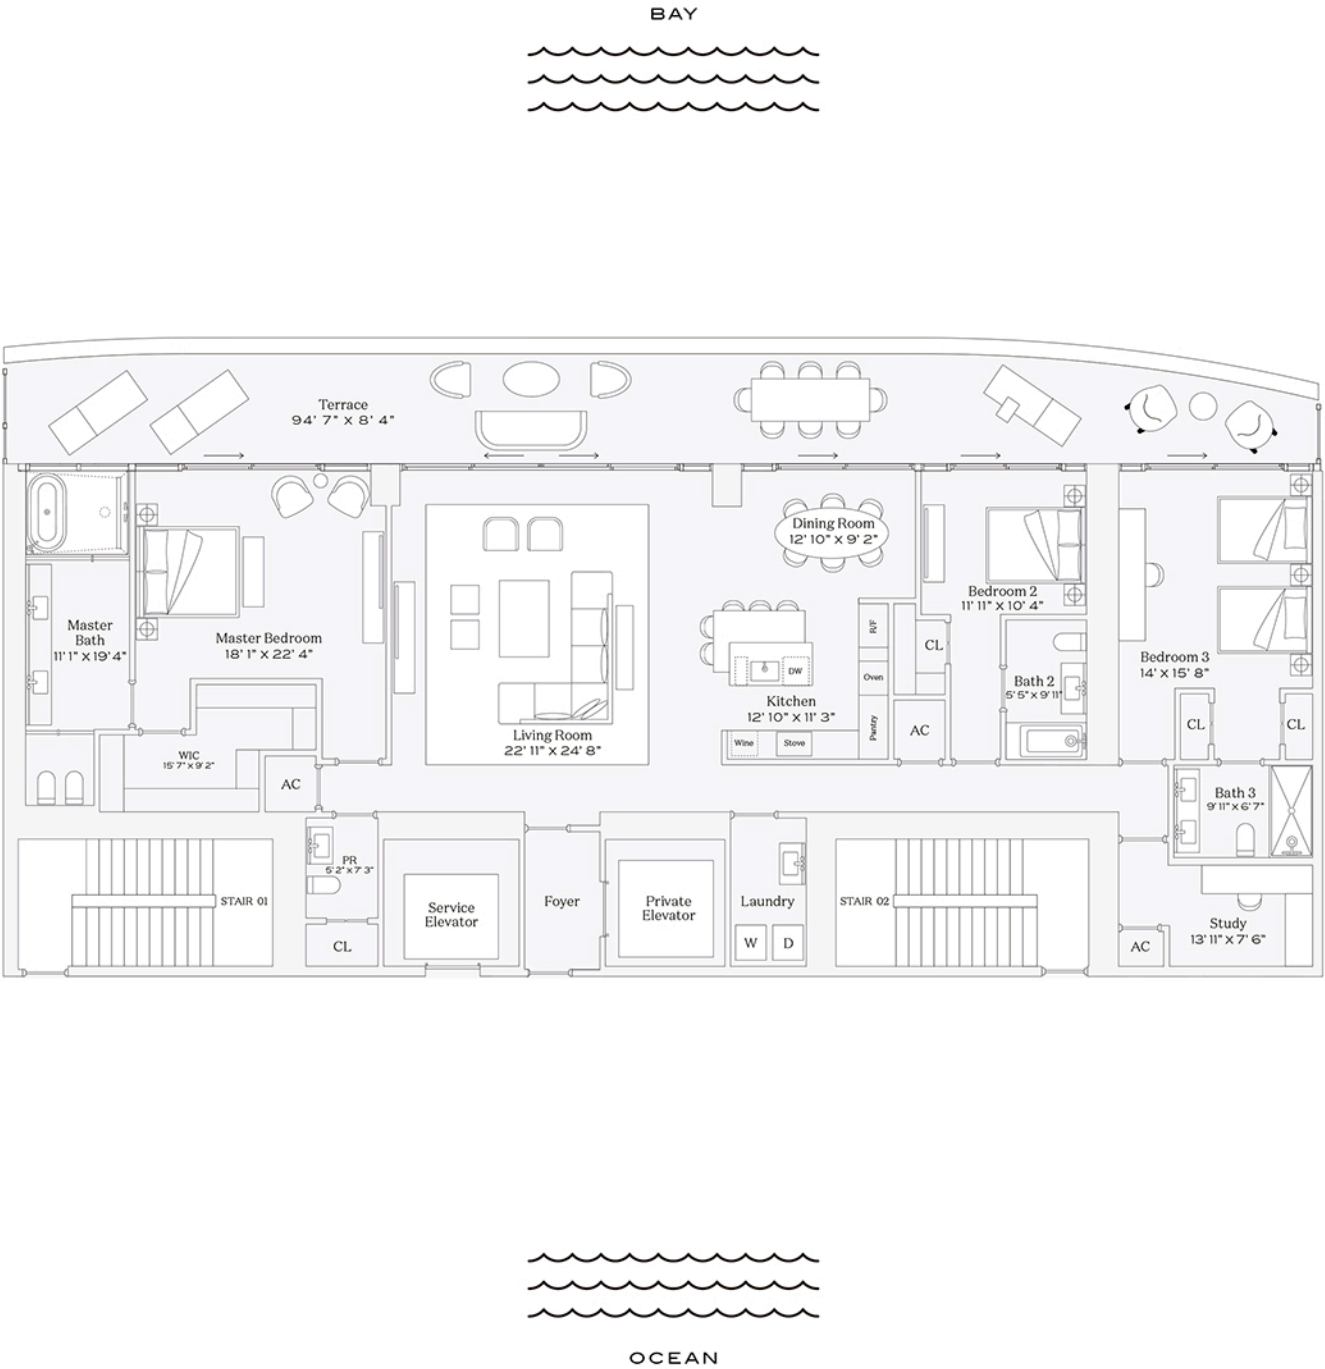 BAY
Terrace
94' 7" X 8' 4"
Dining Room
12' 10" X 9' 2"
Bedroom 2
11' 11" X 10' 4"
Master
Bath
11' 1" X 19' 4"
Master Bedroom
18' 1" X 22' 4"
R/F
CL
Bedroom 3
14' X 15' 8"
DW
Oven
Bath 2
5' 5" X 9' 11"
Kitchen
12' 10" X 11' 3"
Living Room
22' 11" X 24' 8"
Wine
Stove
Pantry
AC
CL
CL
WIC
15' 7" X 9' 2"
AC
Bath 3
9' 11" X 6' 7"
PR
5' 2" X 7' 3"
STAIR 01
Service
Elevator
Foyer
Private
Elevator
Laundry
STAIR 02
Study
13' 11" X 7' 6"
CL
W
D
AC
OCEAN